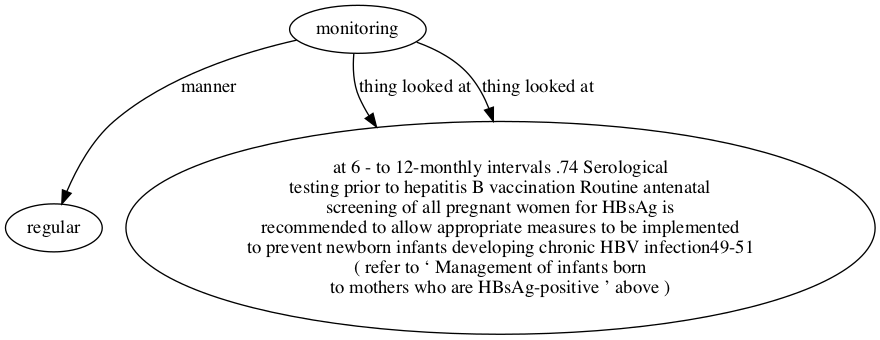 monitoring
manner
thing looked at
thing looked at
regular
at 6 - to 12-monthly intervals .74 Serological
testing prior to hepatitis B vaccination Routine antenatal
screening of all pregnant women for HBsAg is
recommended to allow appropriate measures to be implemented
to prevent newborn infants developing chronic HBV infection49-51
( refer to ‘ Management of infants born
to mothers who are HBsAg-positive ’ above )